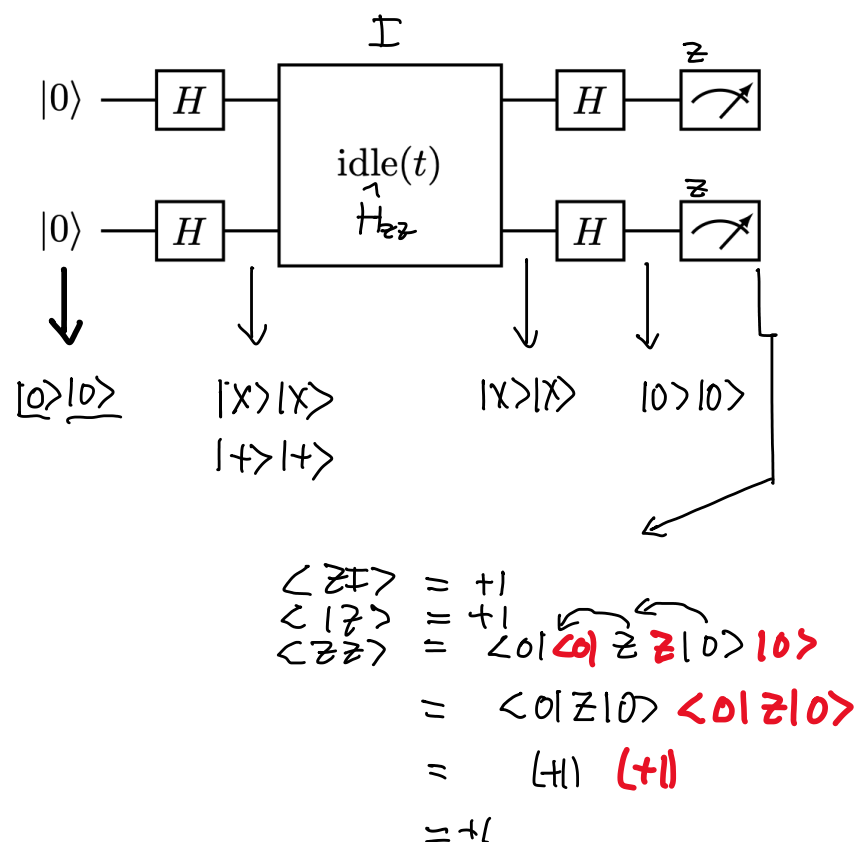 I
z
|0⟩ H H
idle(t)
z
H_zz
|0⟩ H H
|0>|0> |X>|X> |X>|X> |0>|0>
|+>|+>
<ZI> = +1
<IZ> = +1
<ZZ> = <0|<0|Z Z|0>|0>
= <0|Z|0> <0|Z|0>
= (+1) (+1)
= +1